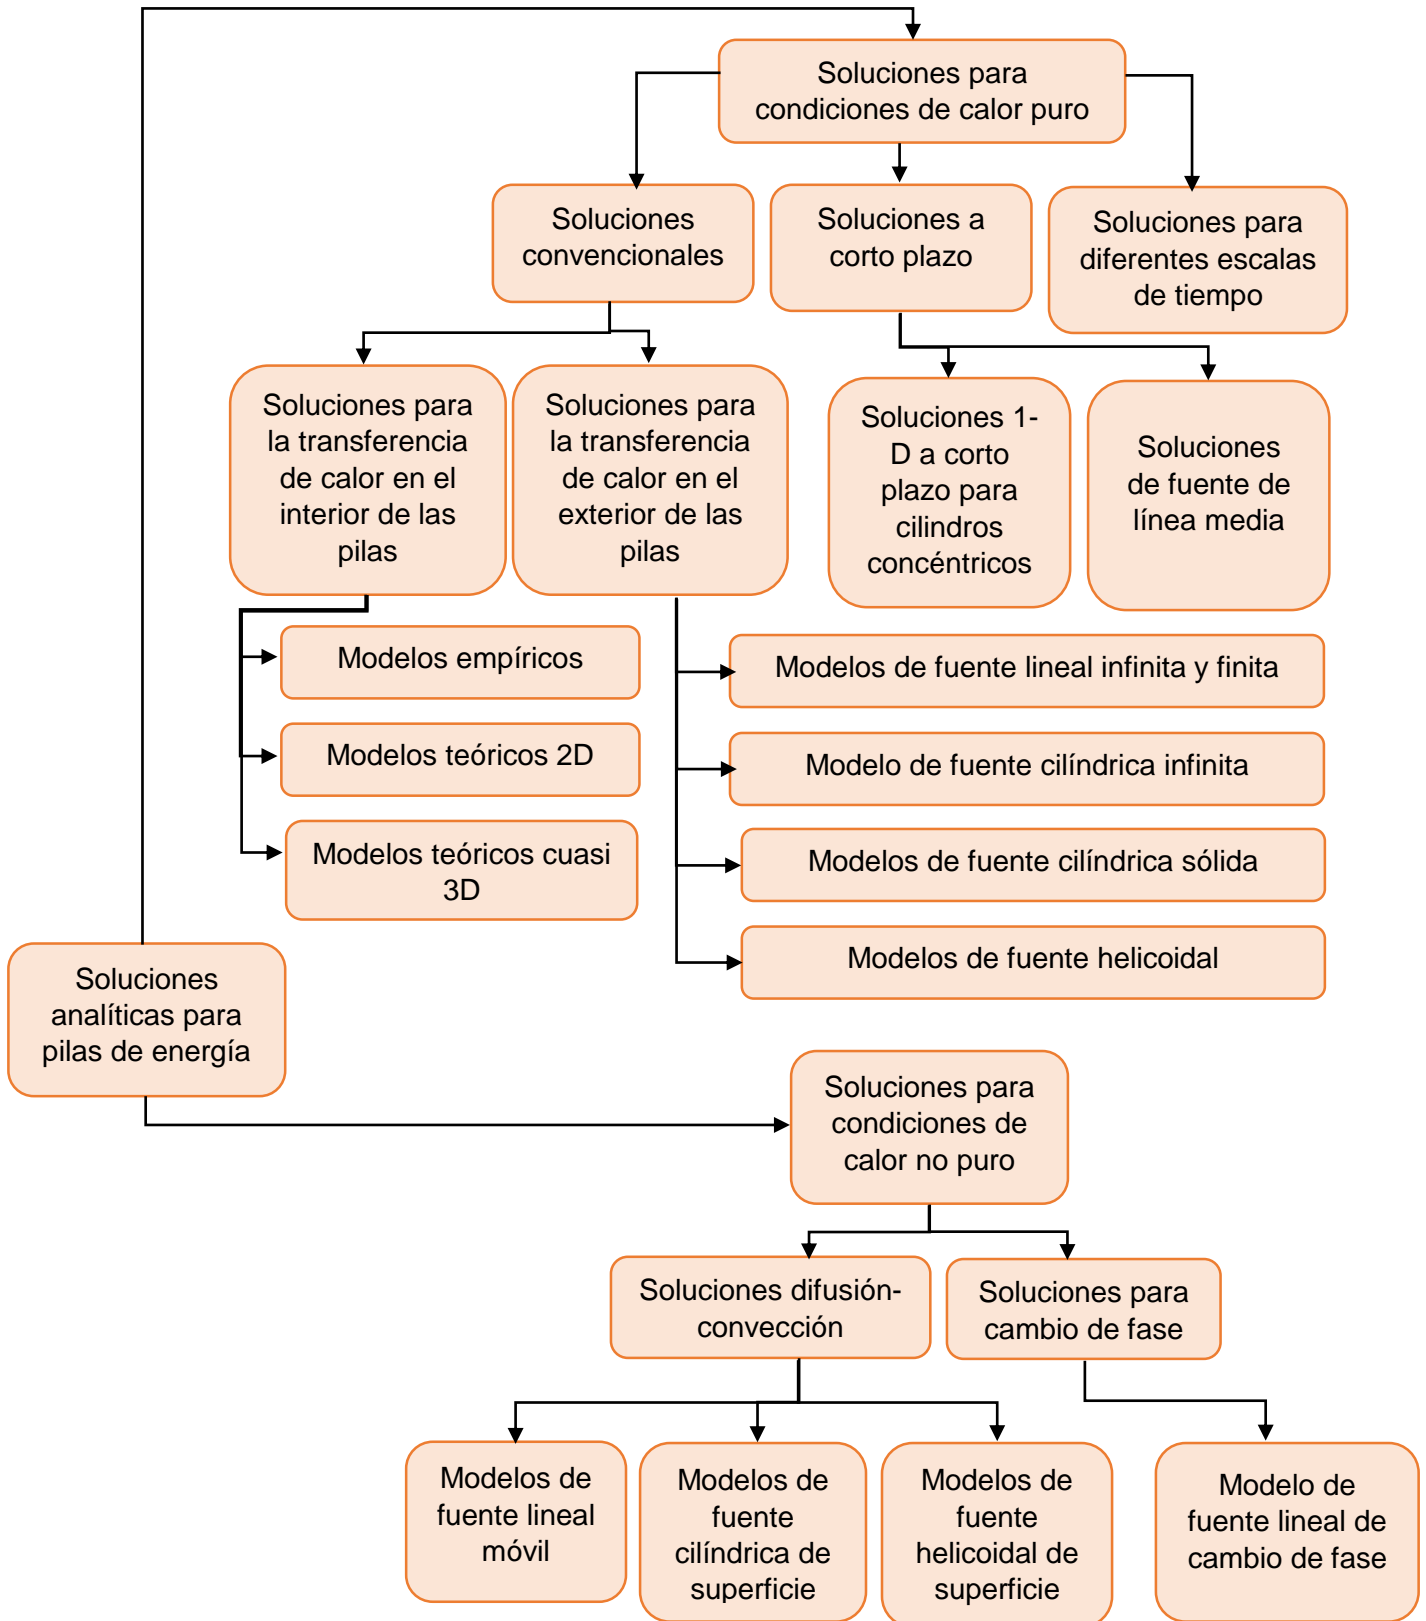 Soluciones para
condiciones de calor puro
Soluciones
convencionales
Soluciones a
corto plazo
Soluciones para
diferentes escalas
de tiempo
Soluciones para
la transferencia
de calor en el
interior de las
pilas
Soluciones para
la transferencia
de calor en el
exterior de las
pilas
Soluciones 1-
D a corto
plazo para
cilindros
concéntricos
Soluciones
de fuente de
línea media
Modelos empíricos
Modelos teóricos 2D
Modelos teóricos cuasi
3D
Modelos de fuente lineal infinita y finita
Modelo de fuente cilíndrica infinita
Modelos de fuente cilíndrica sólida
Modelos de fuente helicoidal
Soluciones
analíticas para
pilas de energía
Soluciones para
condiciones de
calor no puro
Soluciones difusión-
convección
Soluciones para
cambio de fase
Modelos de
fuente lineal
móvil
Modelos de
fuente
cilíndrica de
superficie
Modelos de
fuente
helicoidal de
superficie
Modelo de
fuente lineal de
cambio de fase